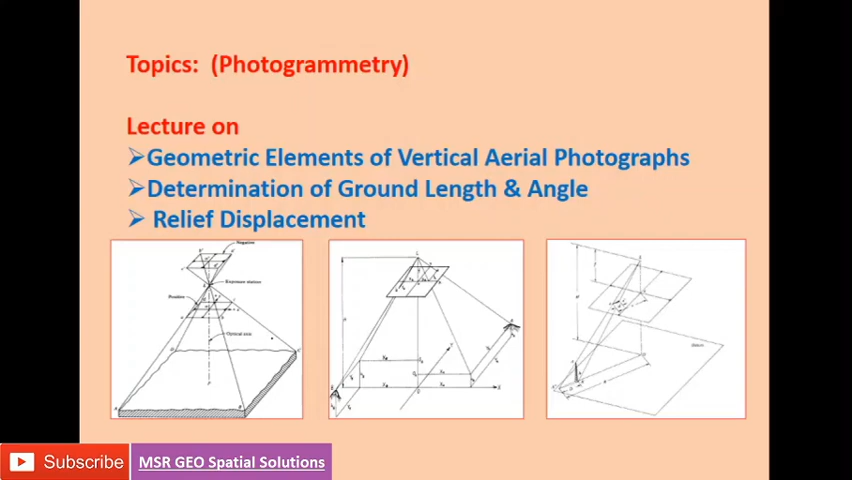 Topics: (Photogrammetry)
Lecture on
➢Geometric Elements of Vertical Aerial Photographs
➢Determination of Ground Length & Angle
➢ Relief Displacement
Negative
Exposure station
Positive
Optical axis
Subscribe
MSR GEO Spatial Solutions